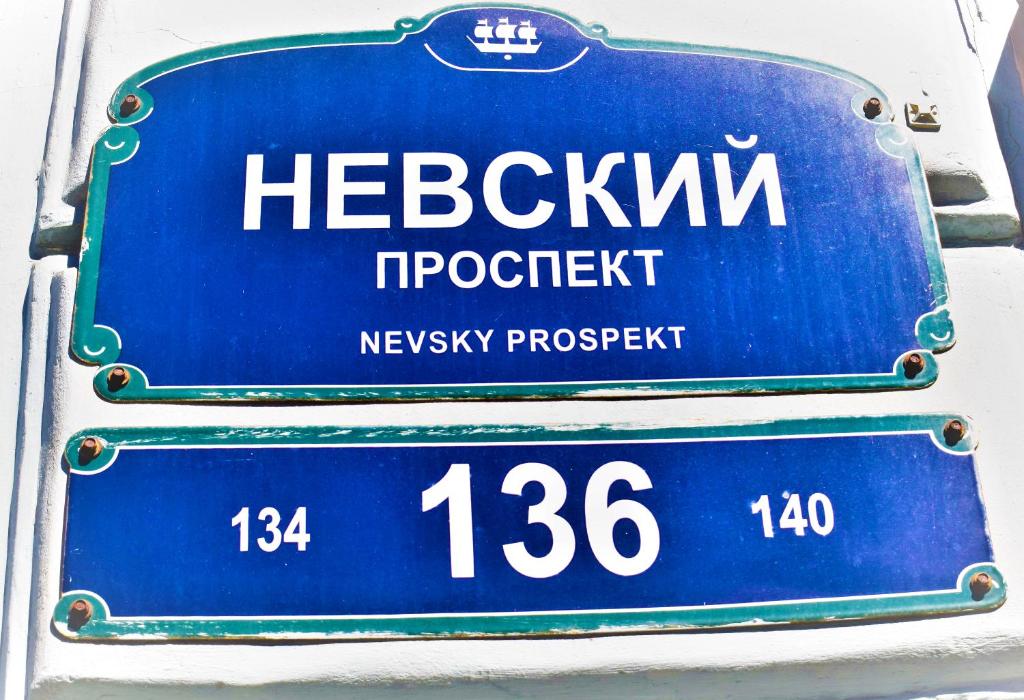 НЕВСКИЙ
ПРОСПЕКТ
NEVSKY PROSPEKT
134 136 140